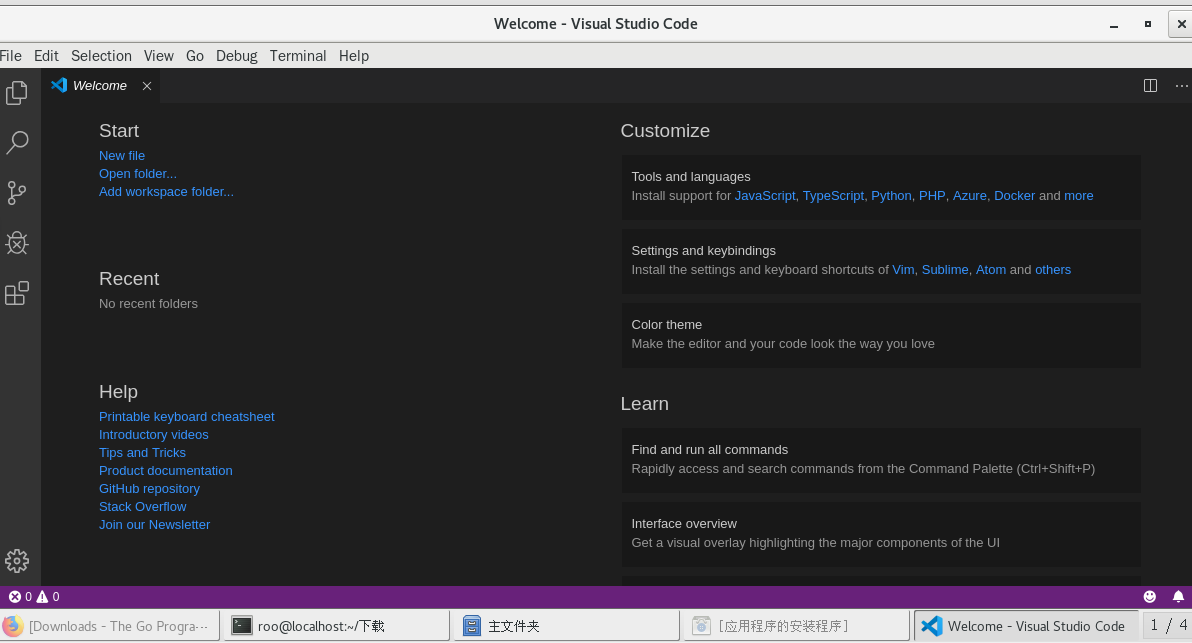 Welcome - Visual Studio Code
File Edit Selection View Go Debug Terminal Help
Welcome
Start
New file
Open folder...
Add workspace folder...
Recent
No recent folders
Help
Printable keyboard cheatsheet
Introductory videos
Tips and Tricks
Product documentation
GitHub repository
Stack Overflow
Join our Newsletter
Customize
Tools and languages
Install support for JavaScript, TypeScript, Python, PHP, Azure, Docker and more
Settings and keybindings
Install the settings and keyboard shortcuts of Vim, Sublime, Atom and others
Color theme
Make the editor and your code look the way you love
Learn
Find and run all commands
Rapidly access and search commands from the Command Palette (Ctrl+Shift+P)
Interface overview
Get a visual overlay highlighting the major components of the UI
0 0
[Downloads - The Go Progra···
roo@localhost:~/下载
主文件夹
[应用程序的安装程序]
Welcome - Visual Studio Code
1 / 4